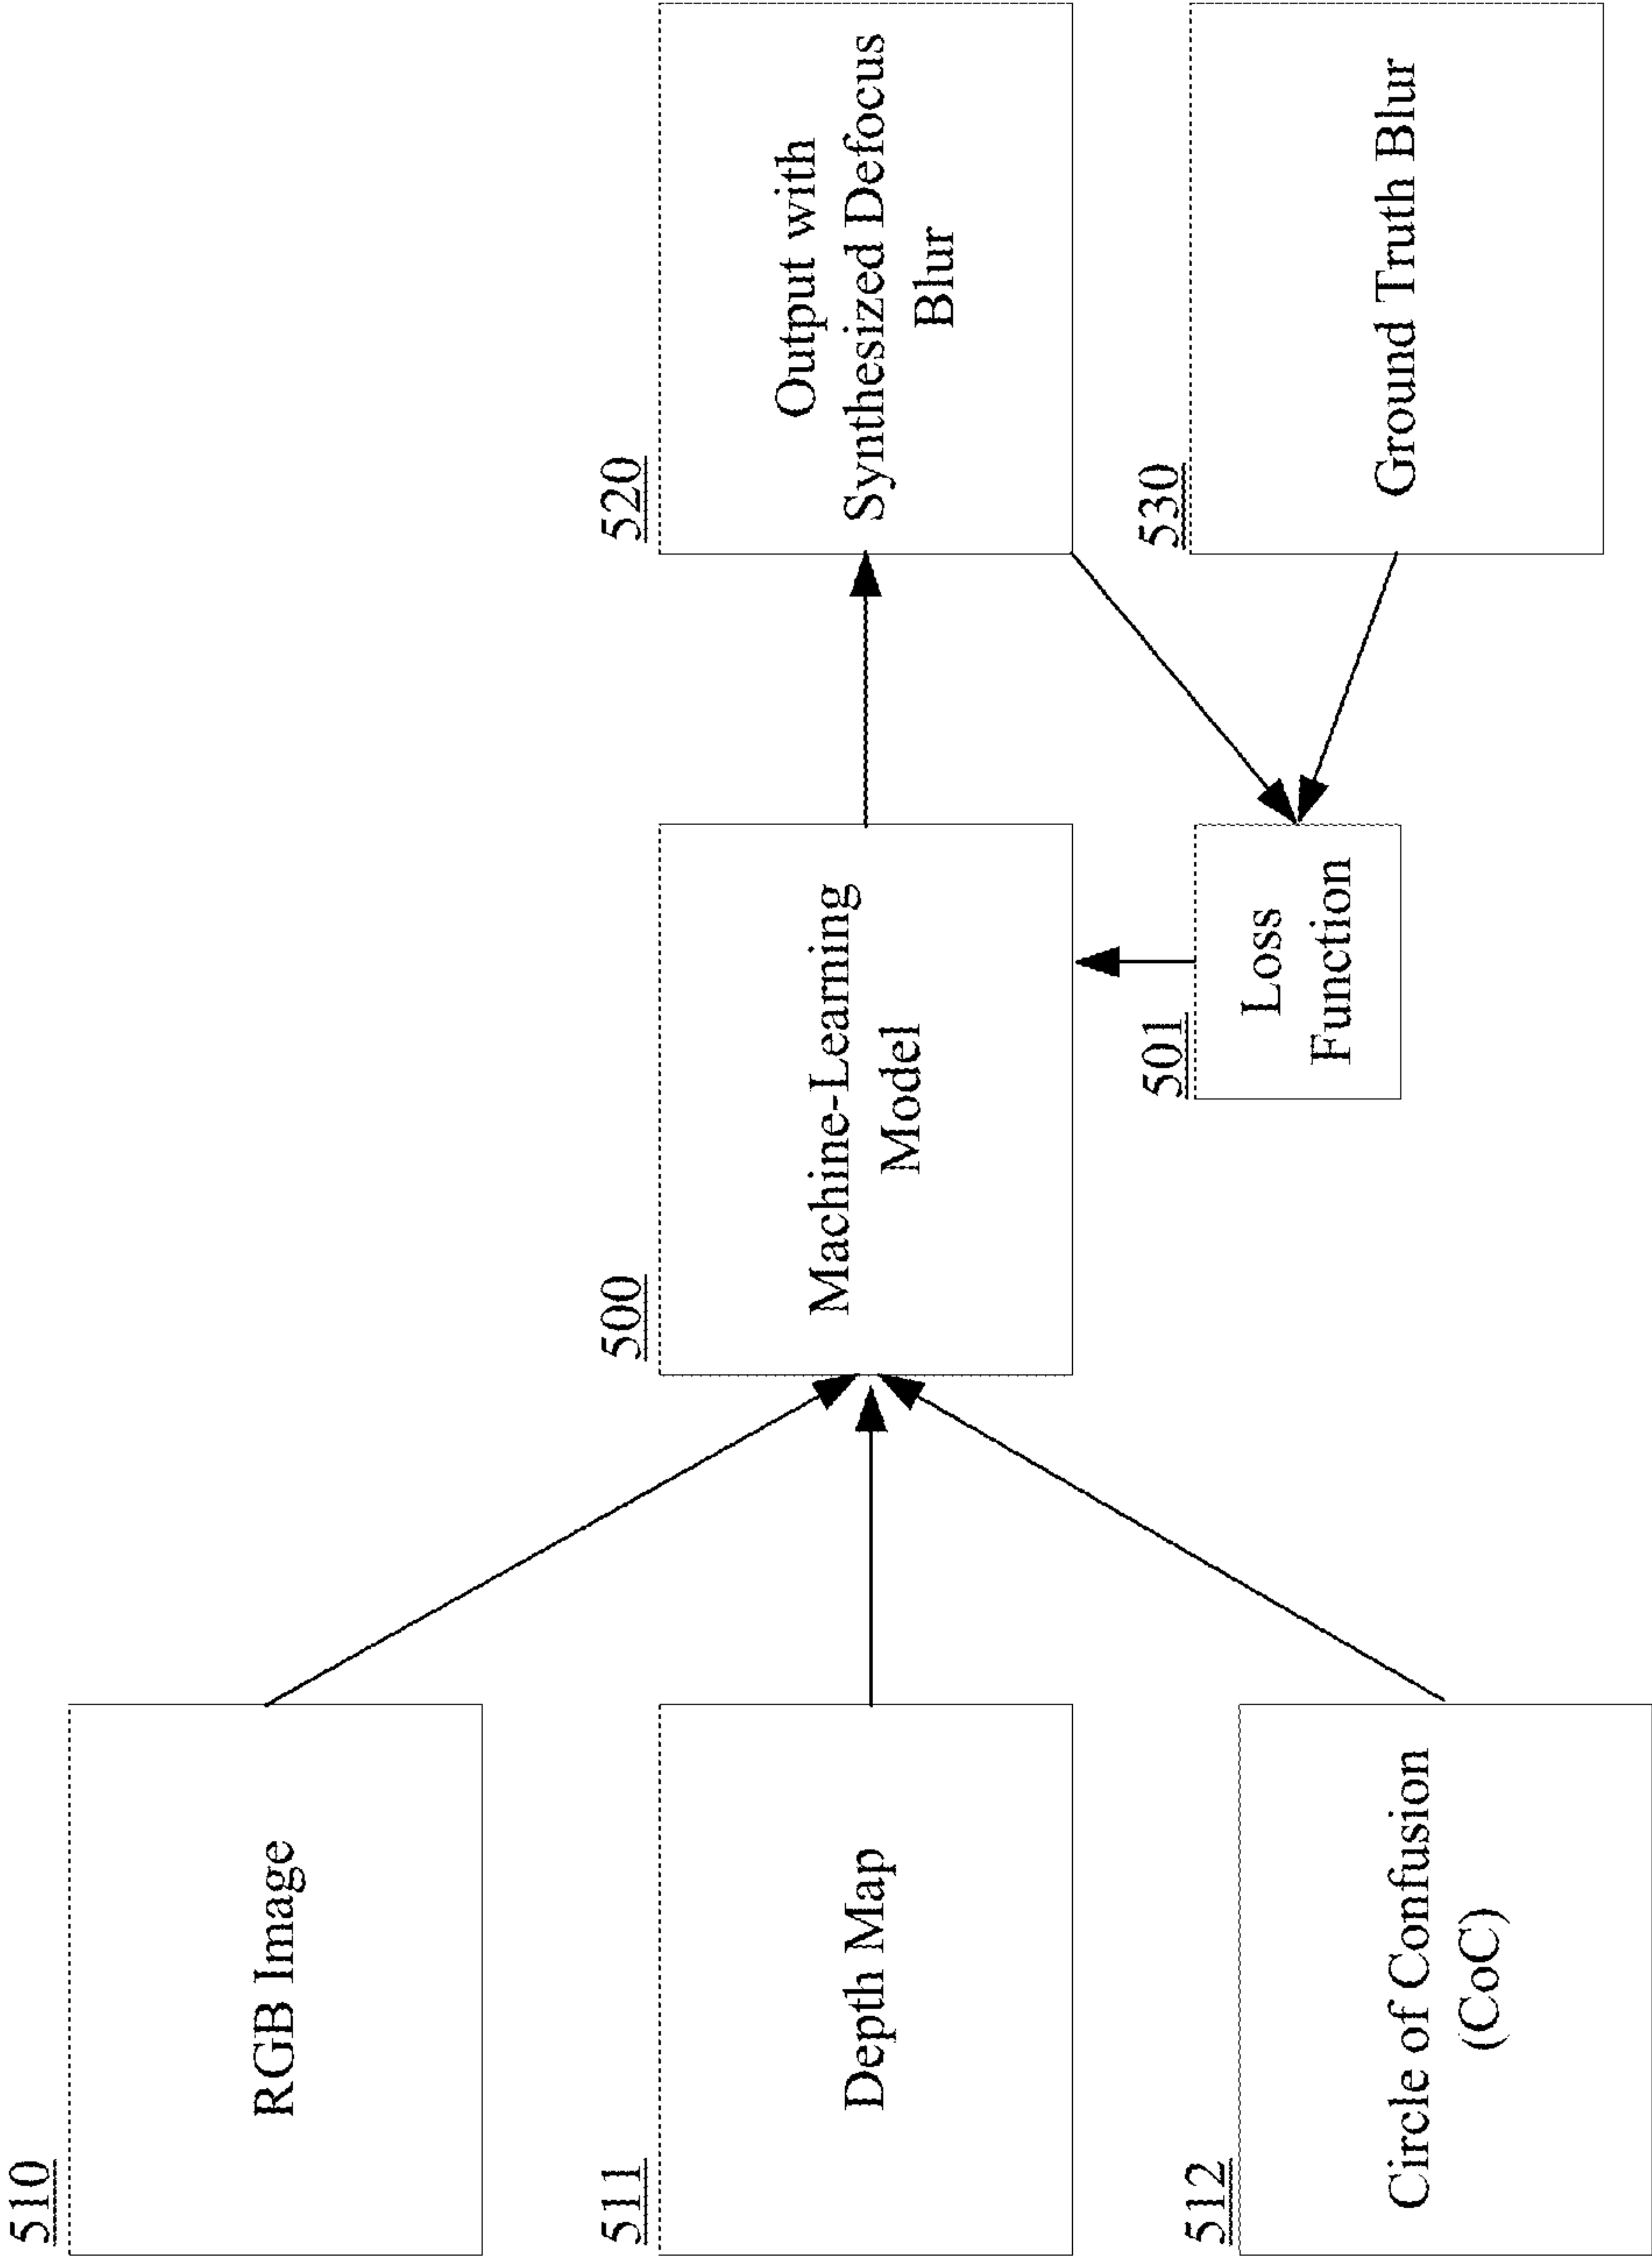 510
RGB Image
511
Depth Map
512
Circle of Confusion
(CoC)
500
Machine-Learning
Model
501
Loss
Function
520
Output with
Synthesized Defocus
Blur
530
Ground Truth Blur